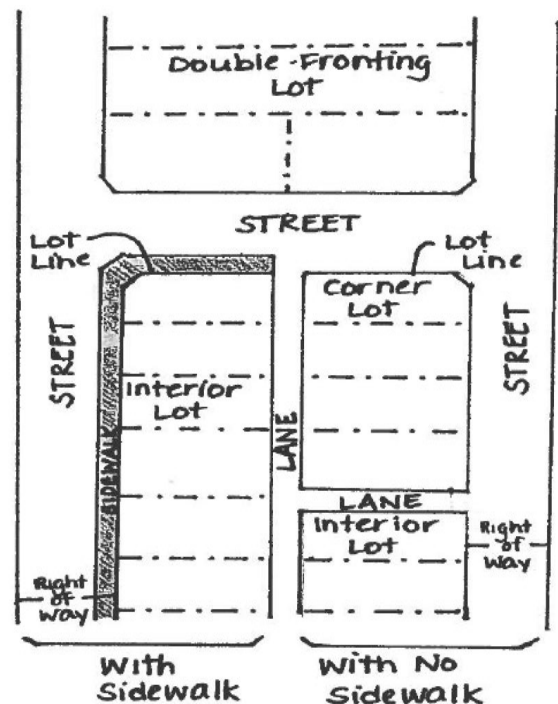 Double-Fronting
Lot
STREET
Lot
Line
Lot
Line
Corner
Lot
STREET
STREET
Interior
Lot
SIDEWALK
LANE
LANE
Interior
Lot
Right
of
Way
Right
of
Way
With
Sidewalk
With No
Sidewalk